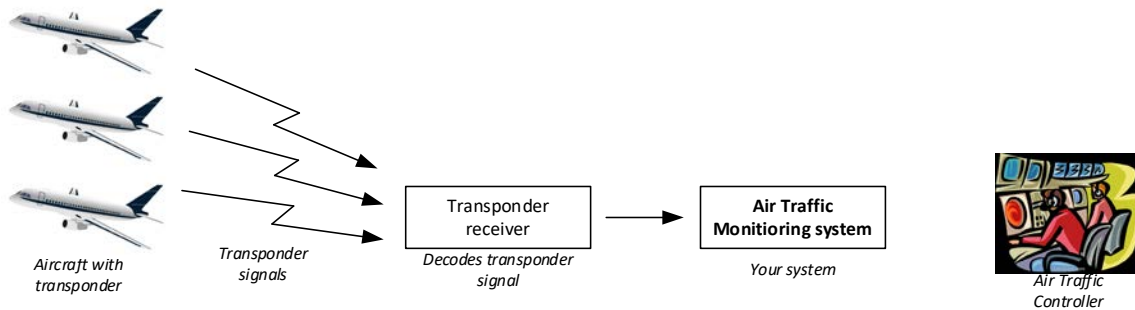 Transponder
receiver
Air Traffic
Monitioring system
Aircraft with
transponder
Transponder
signals
Decodes transponder
signal
Your system
Air Traffic
Controller